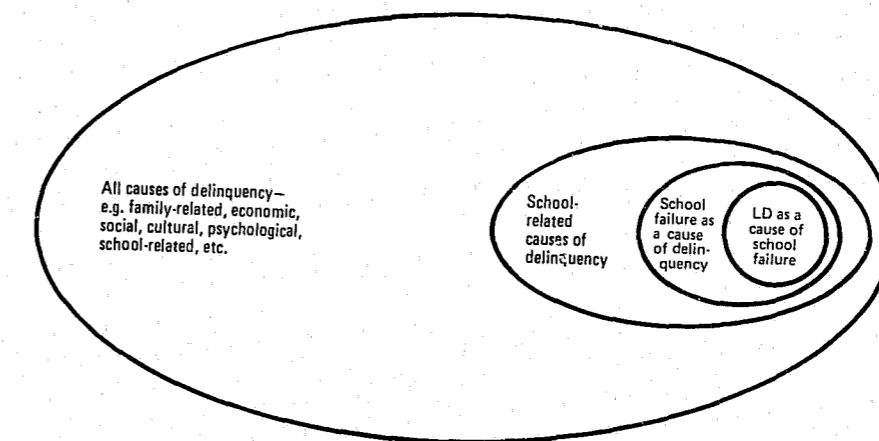 All causes of delinquency—
e.g. family-related, economic,
social, cultural, psychological,
school-related, etc.
School-
related
causes of
delinquency
School
failure as
a cause
of delin-
quency
LD as a
cause of
school
failure